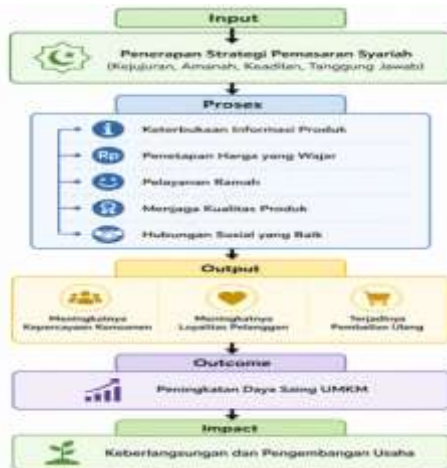 Input
Penerapan Strategi Pemasaran Syariah
(Kejujuran, Amanah, Keadilan, Tanggung Jawab)
Proses
Keterbukaan Informasi Produk
Rp
Penetapan Harga yang Wajar
Pelayanan Ramah
Menjaga Kualitas Produk
Hubungan Sosial yang Baik
Output
Meningkatnya
Kepercayaan Konsumen
Meningkatnya
Loyalitas Pelanggan
Terjadinya
Pembelian Ulang
Outcome
Peningkatan Daya Saing UMKM
Impact
Keberlangsungan dan Pengembangan Usaha